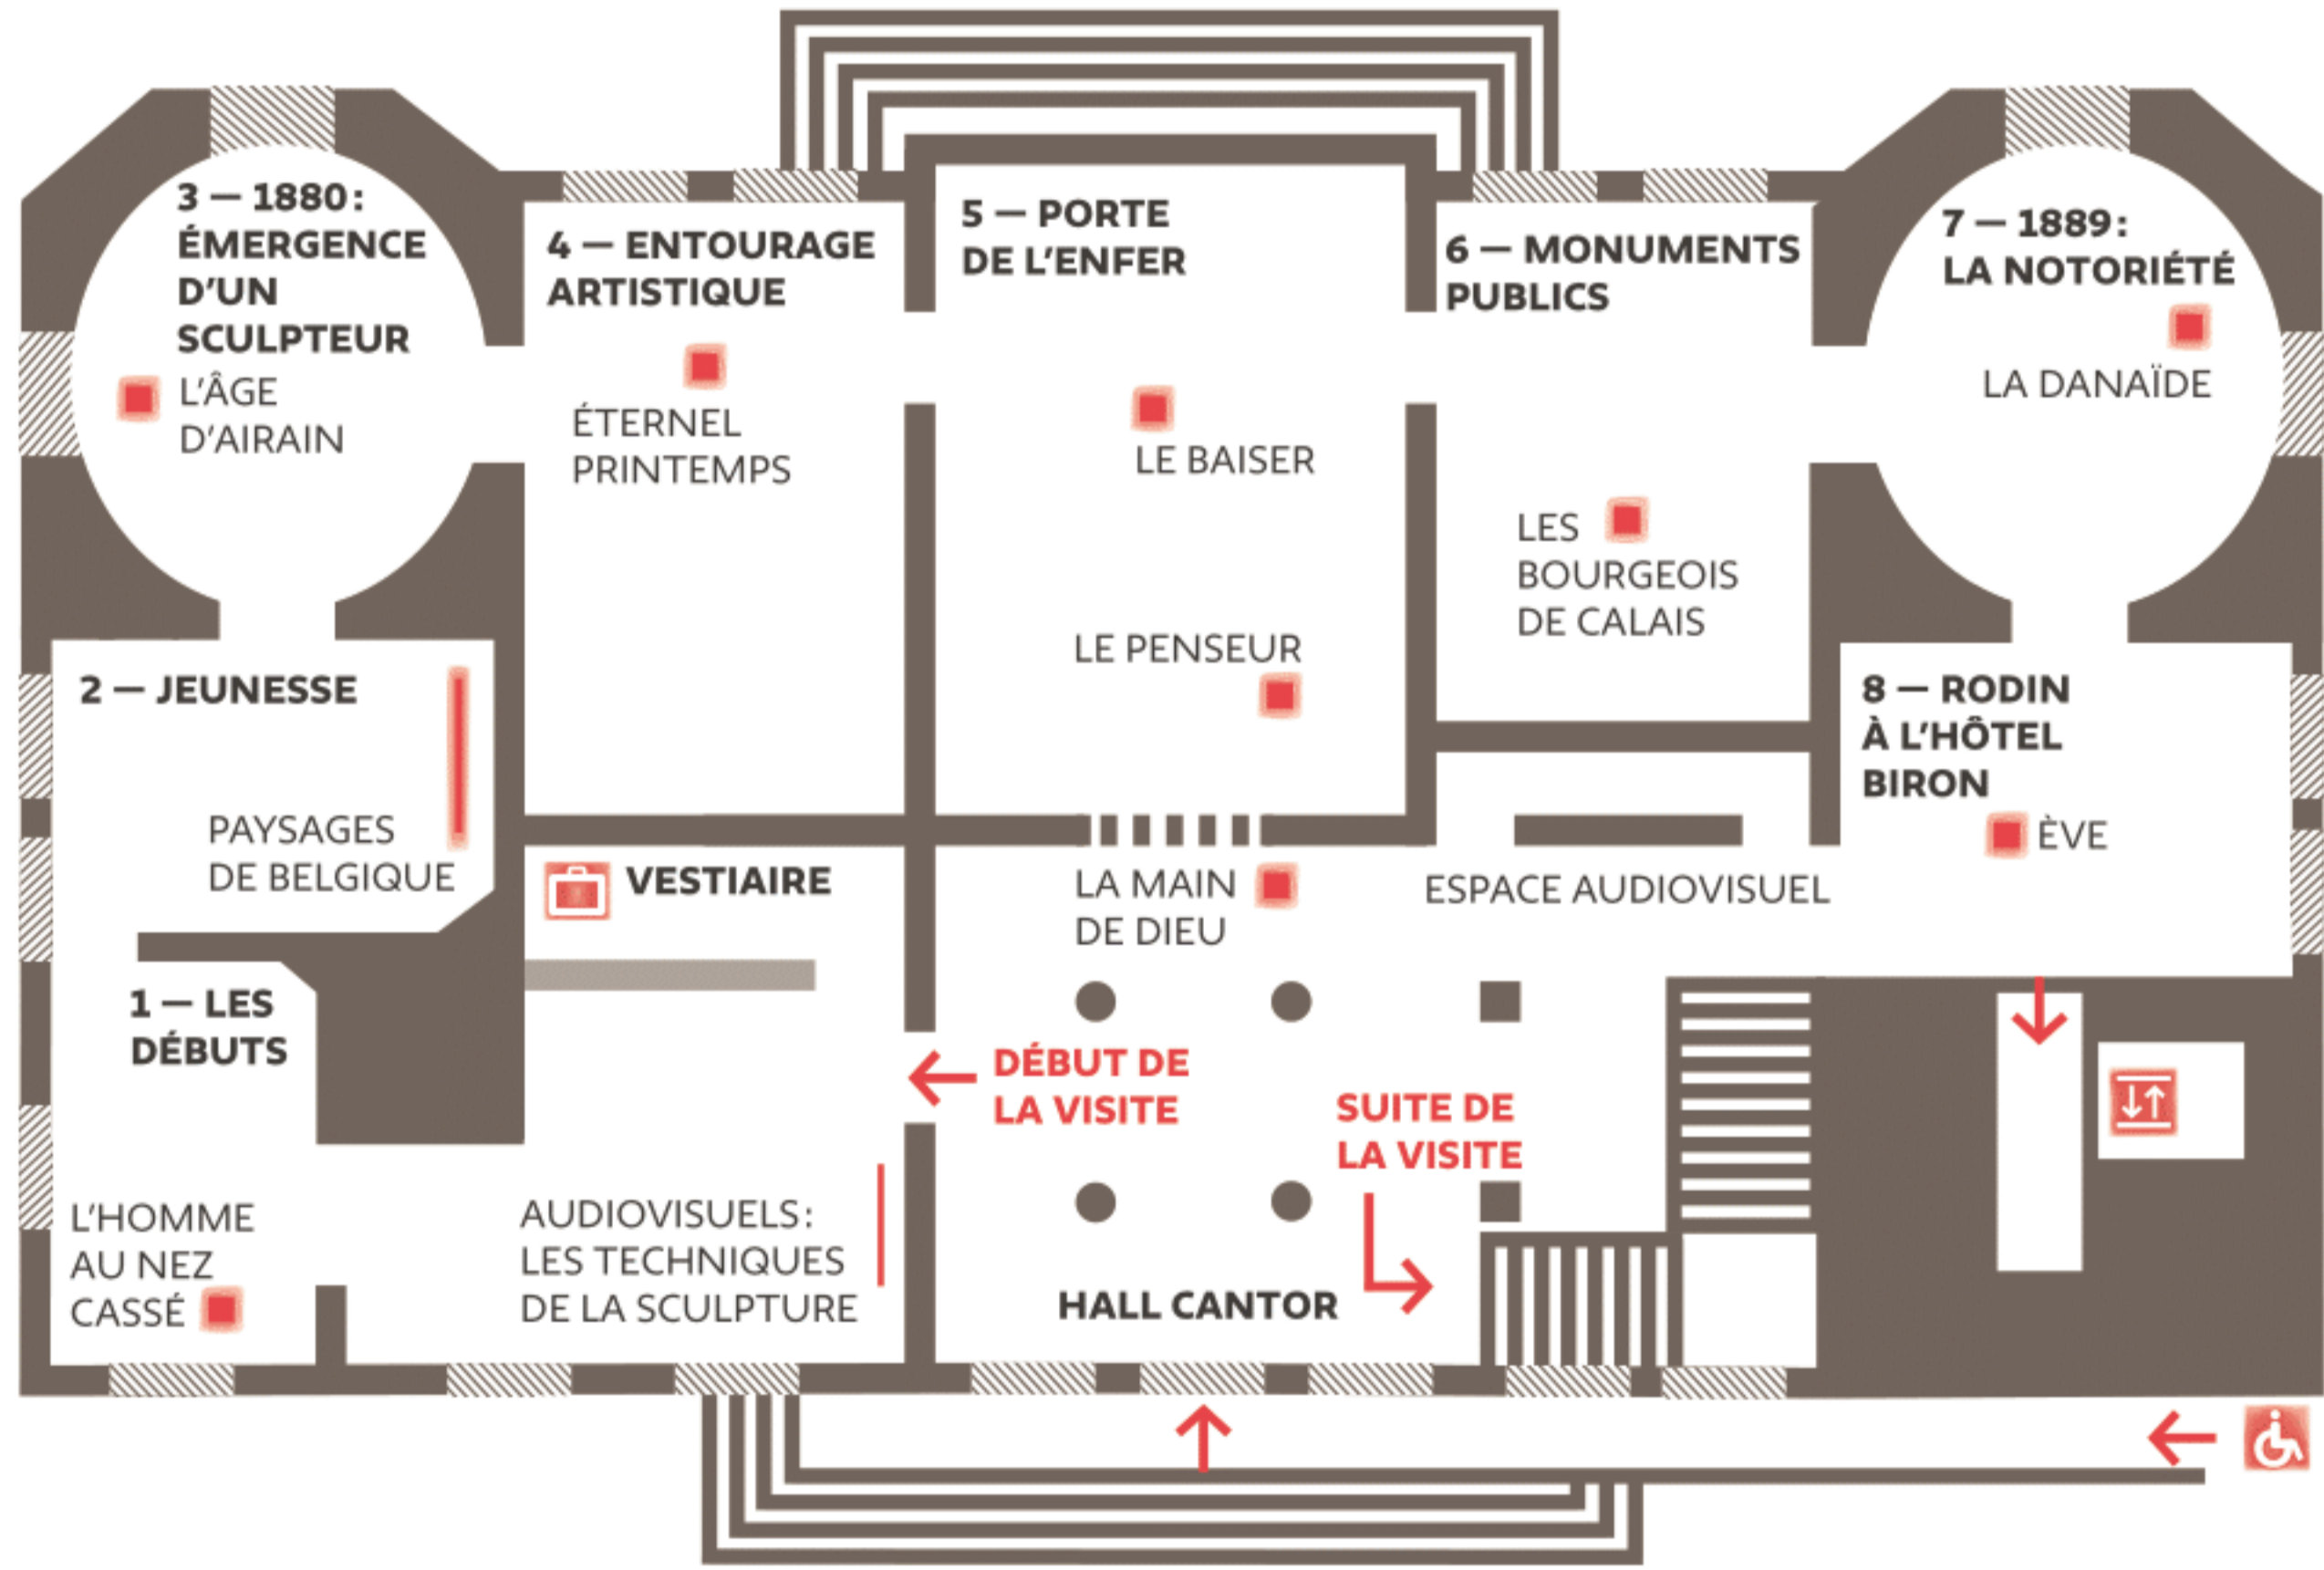 3 — 1880 :
ÉMERGENCE
D’UN
SCULPTEUR
L’ÂGE
D’AIRAIN
4 — ENTOURAGE
ARTISTIQUE
ÉTERNEL
PRINTEMPS
5 — PORTE
DE L’ENFER
LE BAISER
LE PENSEUR
6 — MONUMENTS
PUBLICS
LES
BOURGEOIS
DE CALAIS
7 — 1889 :
LA NOTORIÉTÉ
LA DANAÏDE
2 — JEUNESSE
PAYSAGES
DE BELGIQUE
8 — RODIN
À L’HÔTEL
BIRON
ÈVE
VESTIAIRE
LA MAIN
DE DIEU
ESPACE AUDIOVISUEL
1 — LES
DÉBUTS
DÉBUT DE
LA VISITE
SUITE DE
LA VISITE
L’HOMME
AU NEZ
CASSÉ
AUDIOVISUELS :
LES TECHNIQUES
DE LA SCULPTURE
HALL CANTOR